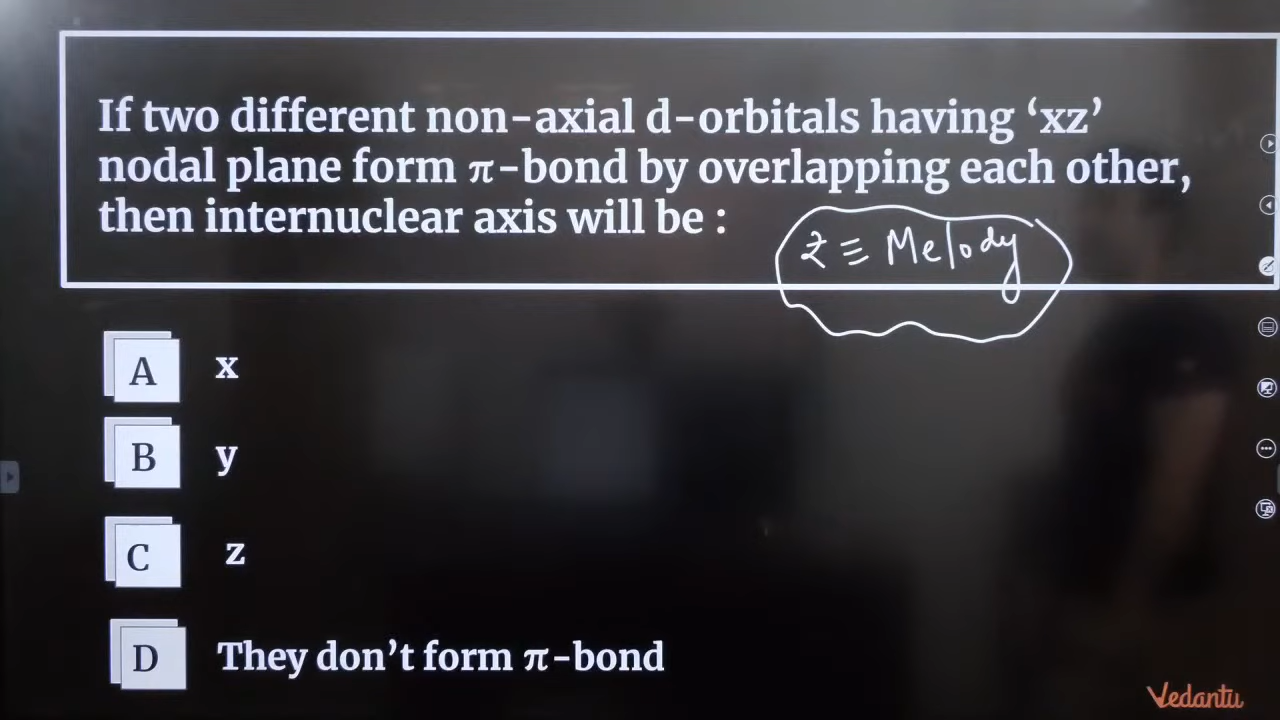 If two different non-axial d-orbitals having ‘xz’
nodal plane form π-bond by overlapping each other,
then internuclear axis will be :
z ≡ Melody
A x
B y
C z
D They don’t form π-bond
Vedantu